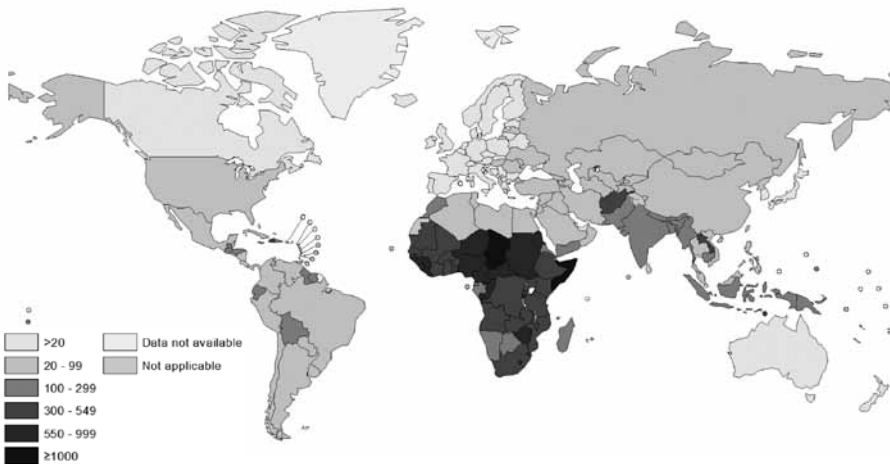 >20
20 - 99
100 - 299
300 - 549
550 - 999
≥1000
Data not available
Not applicable